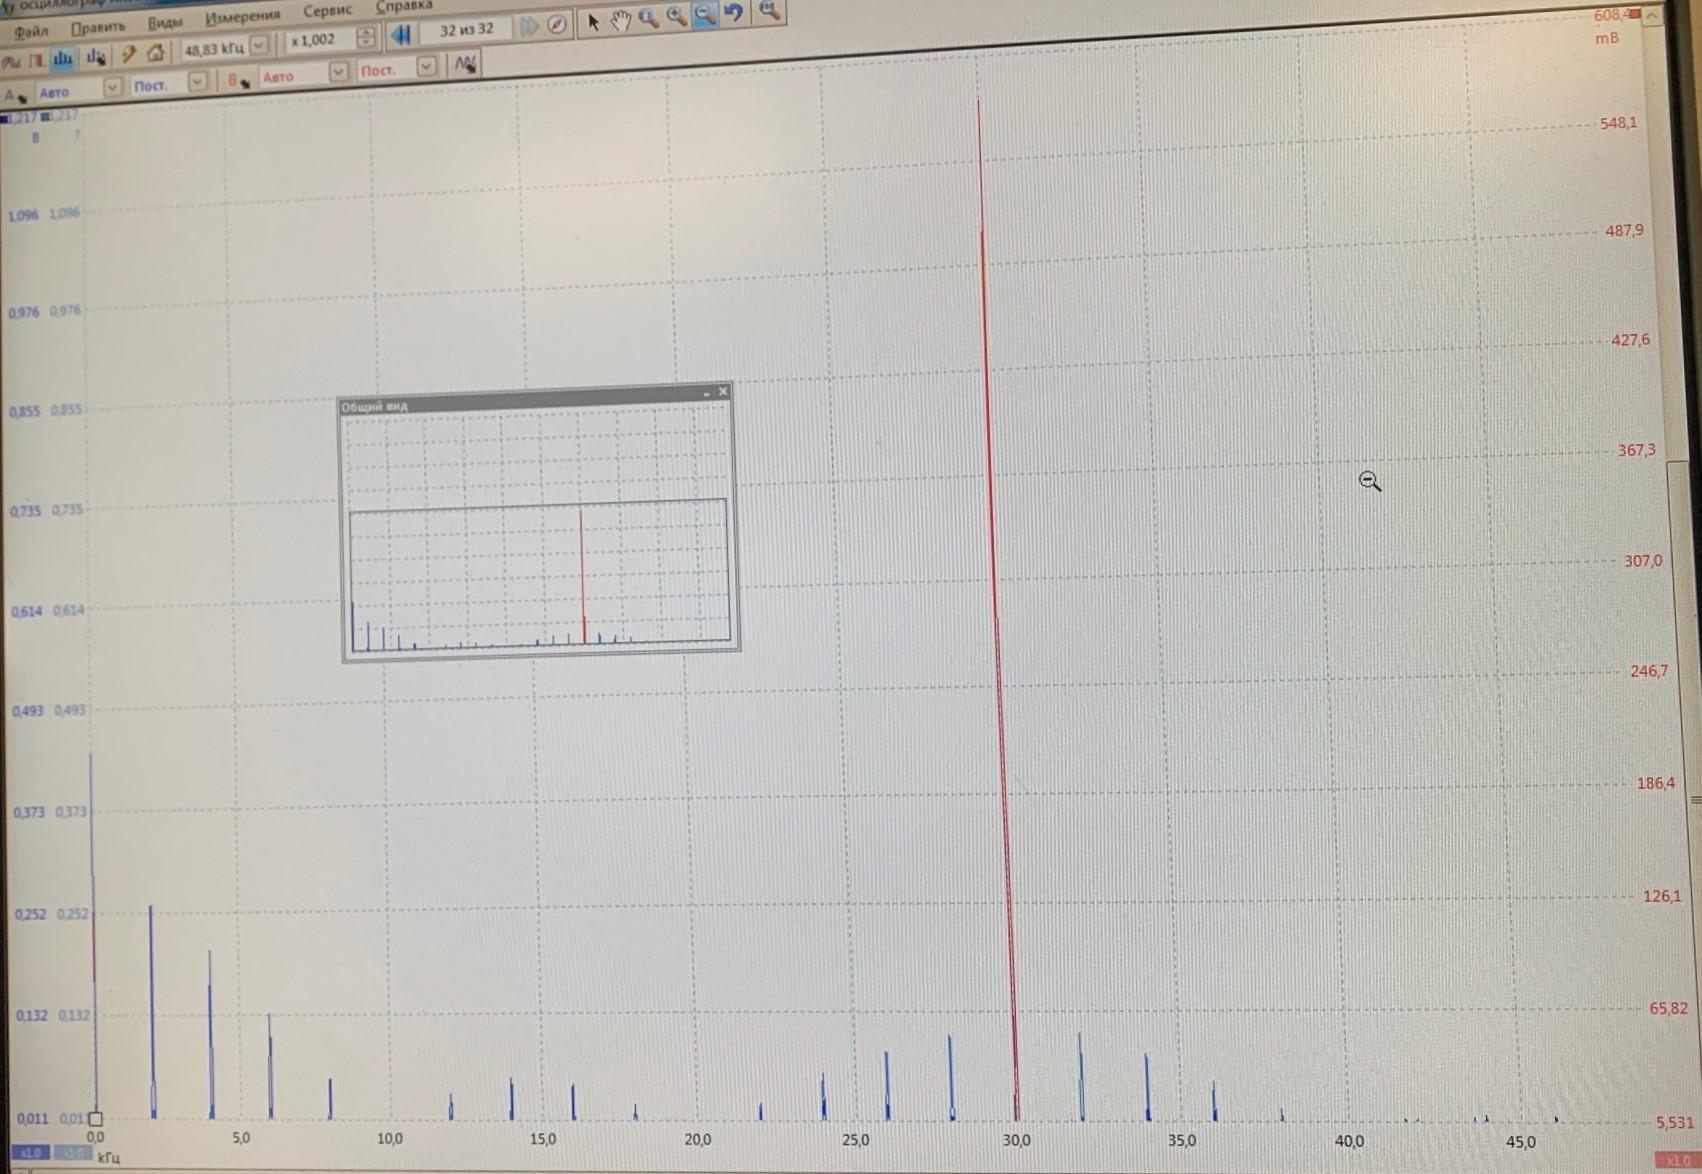 осциллограф
Файл Править Виды Измерения Сервис Справка
48,83 кГц x 1,002 32 из 32
A Авто Пост. B Авто Пост.
1,217 1,217
В
608,4
mB
548,1
1,096 1,096
487,9
0,976 0,976
427,6
0,855 0,855
Общий вид
367,3
0,735 0,735
307,0
0,614 0,614
246,7
0,493 0,493
186,4
0,373 0,373
126,1
0,252 0,252
65,82
0,132 0,132
0,011 0,01
5,531
0,0 5,0 10,0 15,0 20,0 25,0 30,0 35,0 40,0 45,0
x1.0 x1.0 кГц x1.0